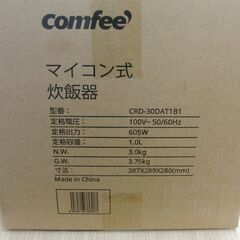 comfee'
マイコン式
炊飯器
型番： CRD-30DAT1B1
定格電圧： 100V~ 50/60Hz
定格出力： 605W
定格容量： 1.0L
N.W. 3.0kg
G.W. 3.75kg
寸法： 387X289X280(mm)
Made in China